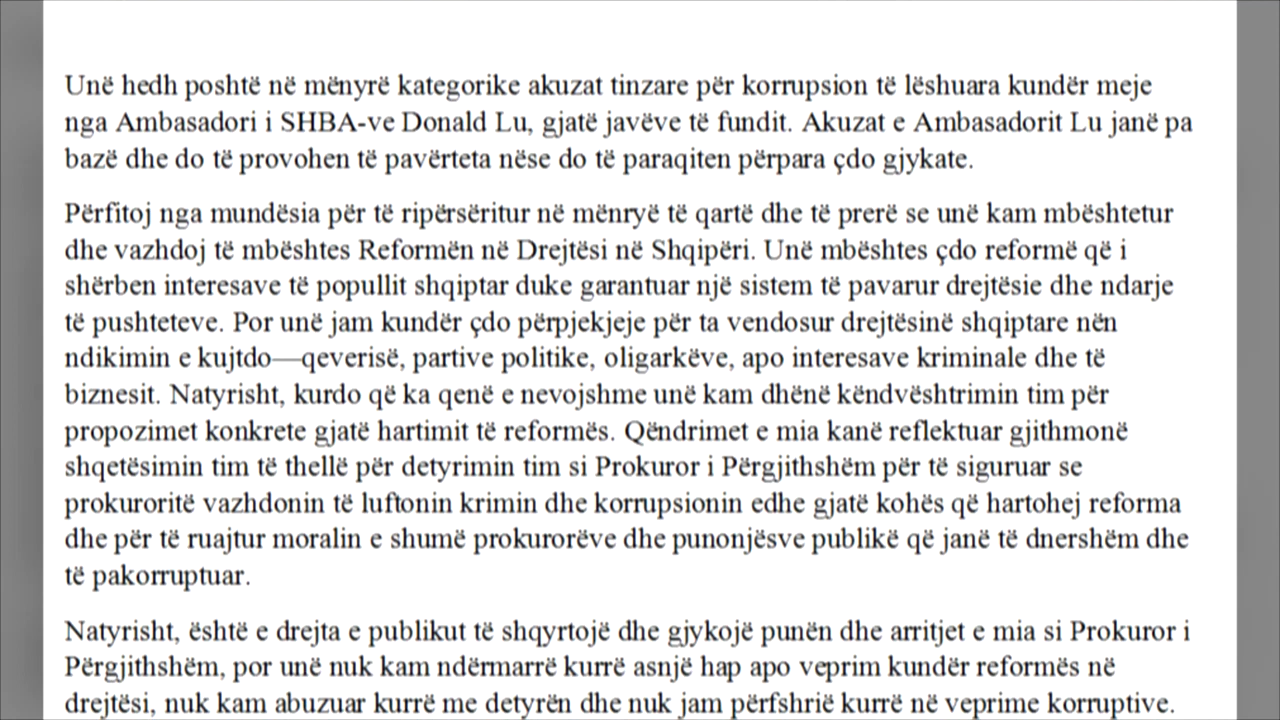 Unë hedh poshtë në mënyrë kategorike akuzat tinzare për korrupsion të lëshuara kundër meje
nga Ambasadori i SHBA-ve Donald Lu, gjatë javëve të fundit. Akuzat e Ambasadorit Lu janë pa
bazë dhe do të provohen të pavërteta nëse do të paraqiten përpara çdo gjykate.
Përfitoj nga mundësia për të ripërsëritur në mënryë të qartë dhe të prerë se unë kam mbështetur
dhe vazhdoj të mbështes Reformën në Drejtësi në Shqipëri. Unë mbështes çdo reformë që i
shërben interesave të popullit shqiptar duke garantuar një sistem të pavarur drejtësie dhe ndarje
të pushteteve. Por unë jam kundër çdo përpjekjeje për ta vendosur drejtësinë shqiptare nën
ndikimin e kujtdo—qeverisë, partive politike, oligarkëve, apo interesave kriminale dhe të
biznesit. Natyrisht, kurdo që ka qenë e nevojshme unë kam dhënë këndvështrimin tim për
propozimet konkrete gjatë hartimit të reformës. Qëndrimet e mia kanë reflektuar gjithmonë
shqetësimin tim të thellë për detyrimin tim si Prokuror i Përgjithshëm për të siguruar se
prokuroritë vazhdonin të luftonin krimin dhe korrupsionin edhe gjatë kohës që hartohej reforma
dhe për të ruajtur moralin e shumë prokurorëve dhe punonjësve publikë që janë të dnershëm dhe
të pakorruptuar.
Natyrisht, është e drejta e publikut të shqyrtojë dhe gjykojë punën dhe arritjet e mia si Prokuror i
Përgjithshëm, por unë nuk kam ndërmarrë kurrë asnjë hap apo veprim kundër reformës në
drejtësi, nuk kam abuzuar kurrë me detyrën dhe nuk jam përfshrië kurrë në veprime korruptive.